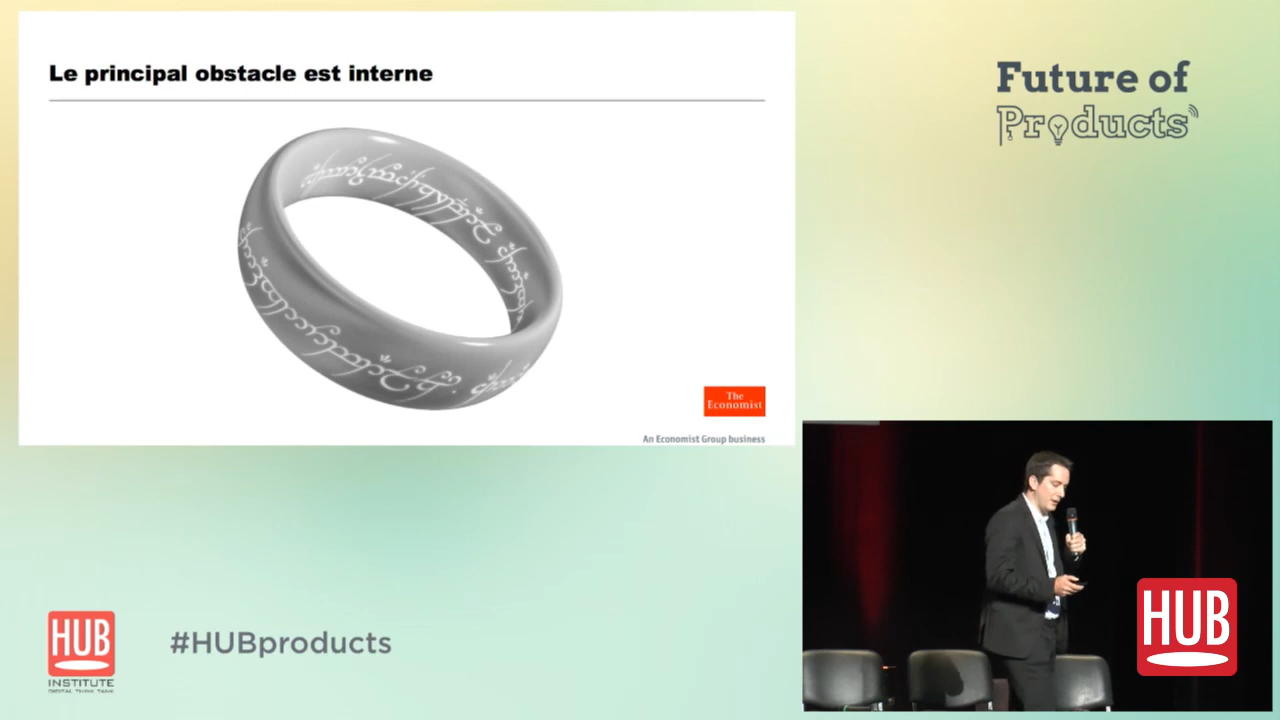 Le principal obstacle est interne
The
Economist
An Economist Group business
Future of
Products
HUB
INSTITUTE
DIGITAL THINK TANK
#HUBproducts
HUB